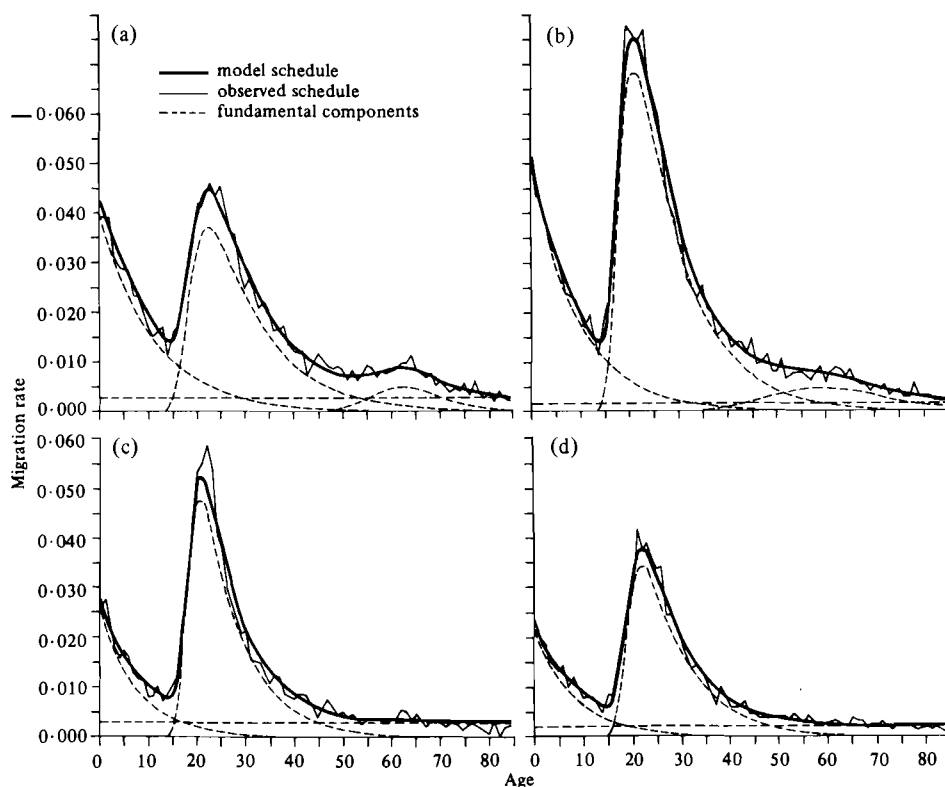 (a)
(b)
model schedule
observed schedule
fundamental components
0·060
0·050
0·040
0·030
0·020
0·010
0·000
(c)
(d)
0·060
0·050
0·040
0·030
0·020
0·010
0·000
Migration rate
0 10 20 30 40 50 60 70 80
0 10 20 30 40 50 60 70 80
Age